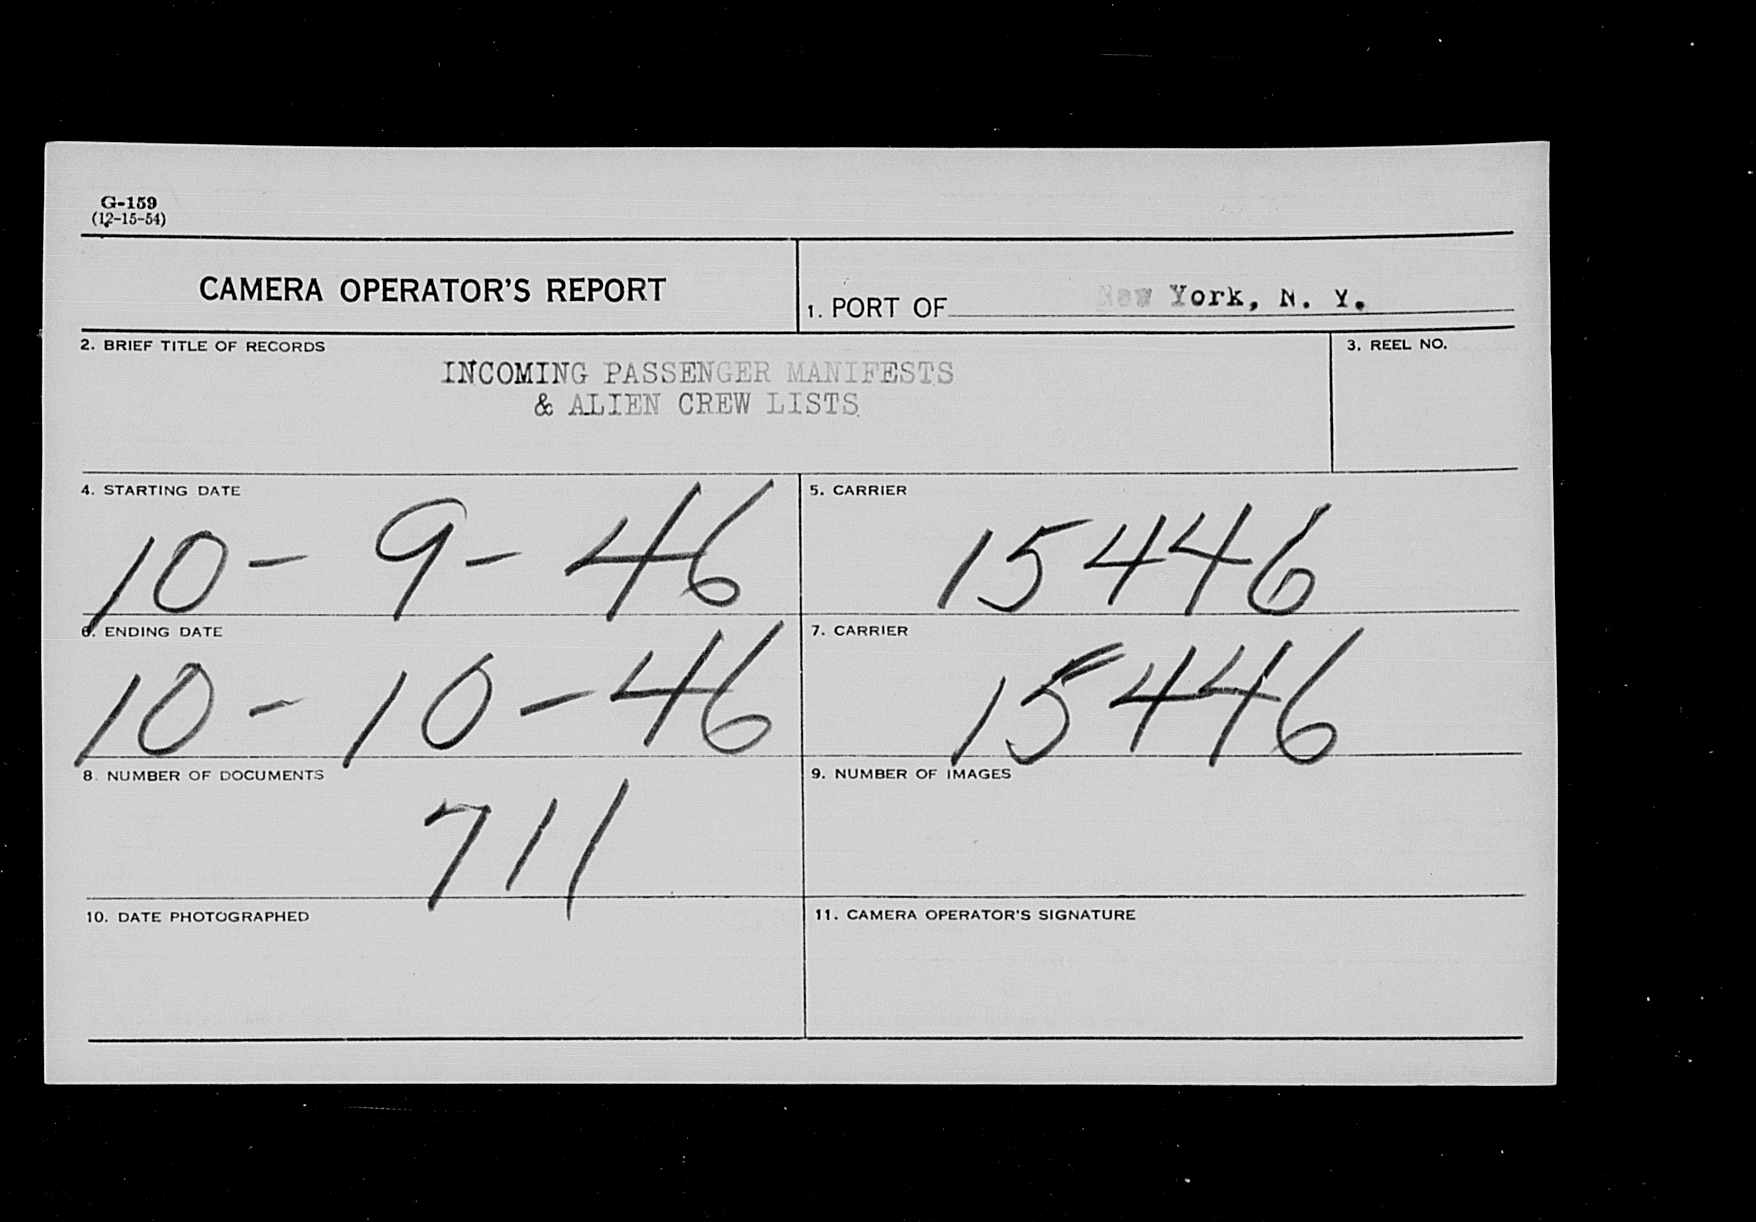 G-159
(12-15-54)
CAMERA OPERATOR'S REPORT
1. PORT OF New York, N. Y.
2. BRIEF TITLE OF RECORDS
INCOMING PASSENGER MANIFESTS
& ALIEN CREW LISTS
3. REEL NO.
4. STARTING DATE
10-9-46
5. CARRIER
15446
6. ENDING DATE
10-10-46
7. CARRIER
15446
8. NUMBER OF DOCUMENTS
711
9. NUMBER OF IMAGES
10. DATE PHOTOGRAPHED
11. CAMERA OPERATOR'S SIGNATURE